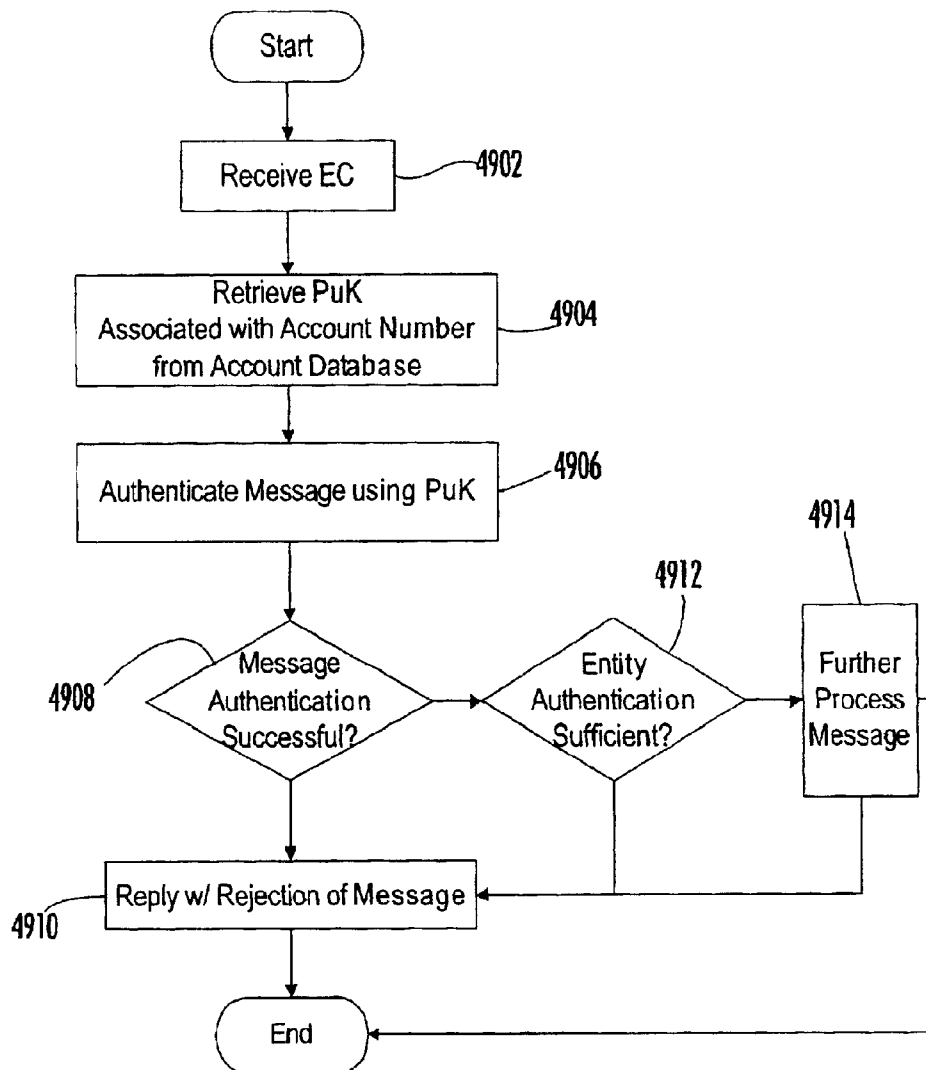 Start
Receive EC
4902
Retrieve PuK
Associated with Account Number
from Account Database
4904
Authenticate Message using PuK
4906
Message
Authentication
Successful?
4908
Entity
Authentication
Sufficient?
4912
Further
Process
Message
4914
Reply w/ Rejection of Message
4910
End